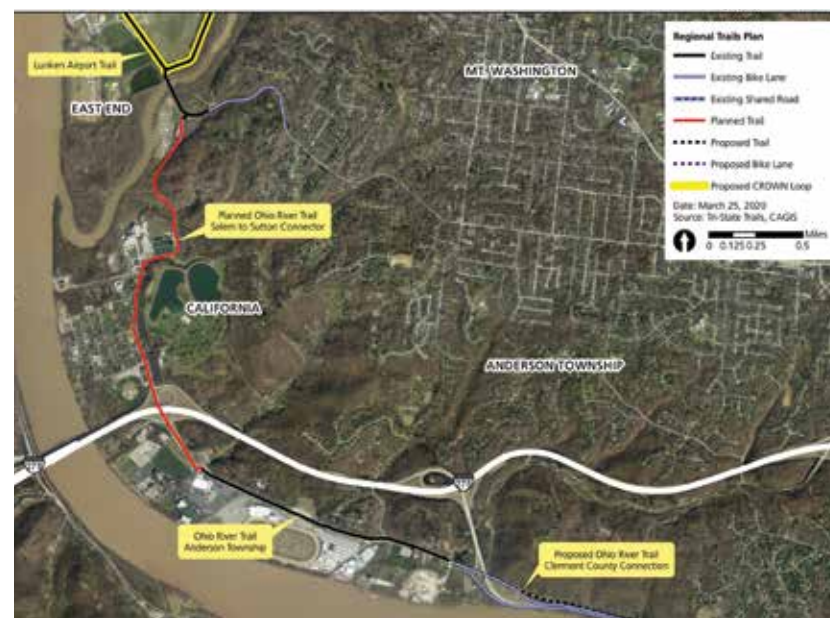 Lunken Airport Trail
EAST END
MT. WASHINGTON
Regional Trails Plan
Existing Trail
Existing Bike Lane
Existing Shared Road
Planned Trail
Proposed Trail
Proposed Bike Lane
Proposed CROWN Loop
Date: March 25, 2020
Source: Tri-State Trails, CAGIS
Miles
0 0.125 0.25 0.5
Planned Ohio River Trail
Salem to Sutton Connector
CALIFORNIA
ANDERSON TOWNSHIP
275
275
Ohio River Trail
Anderson Township
Proposed Ohio River Trail
Clermont County Connection